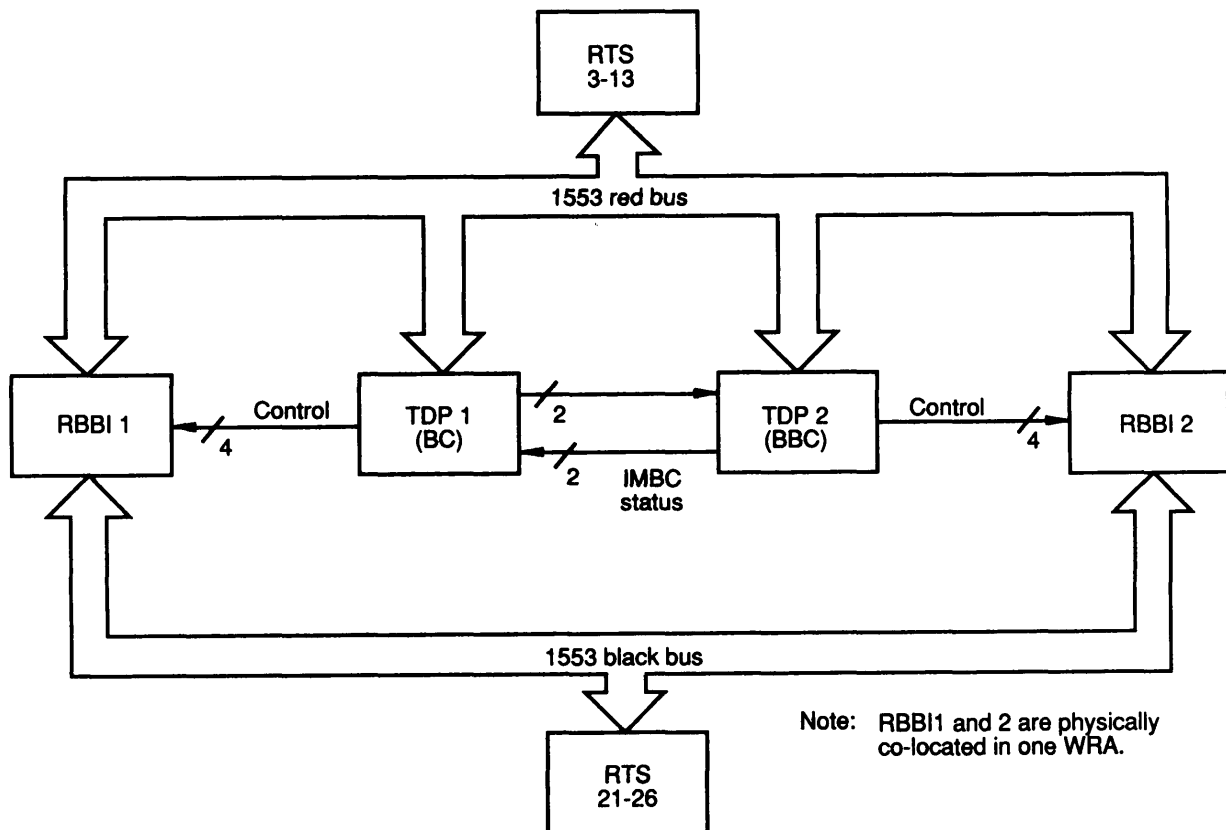 RTS
3-13
1553 red bus
RBBI 1
Control
4
TDP 1
(BC)
2
2
IMBC
status
TDP 2
(BBC)
Control
4
RBBI 2
1553 black bus
Note: RBBI1 and 2 are physically
co-located in one WRA.
RTS
21-26